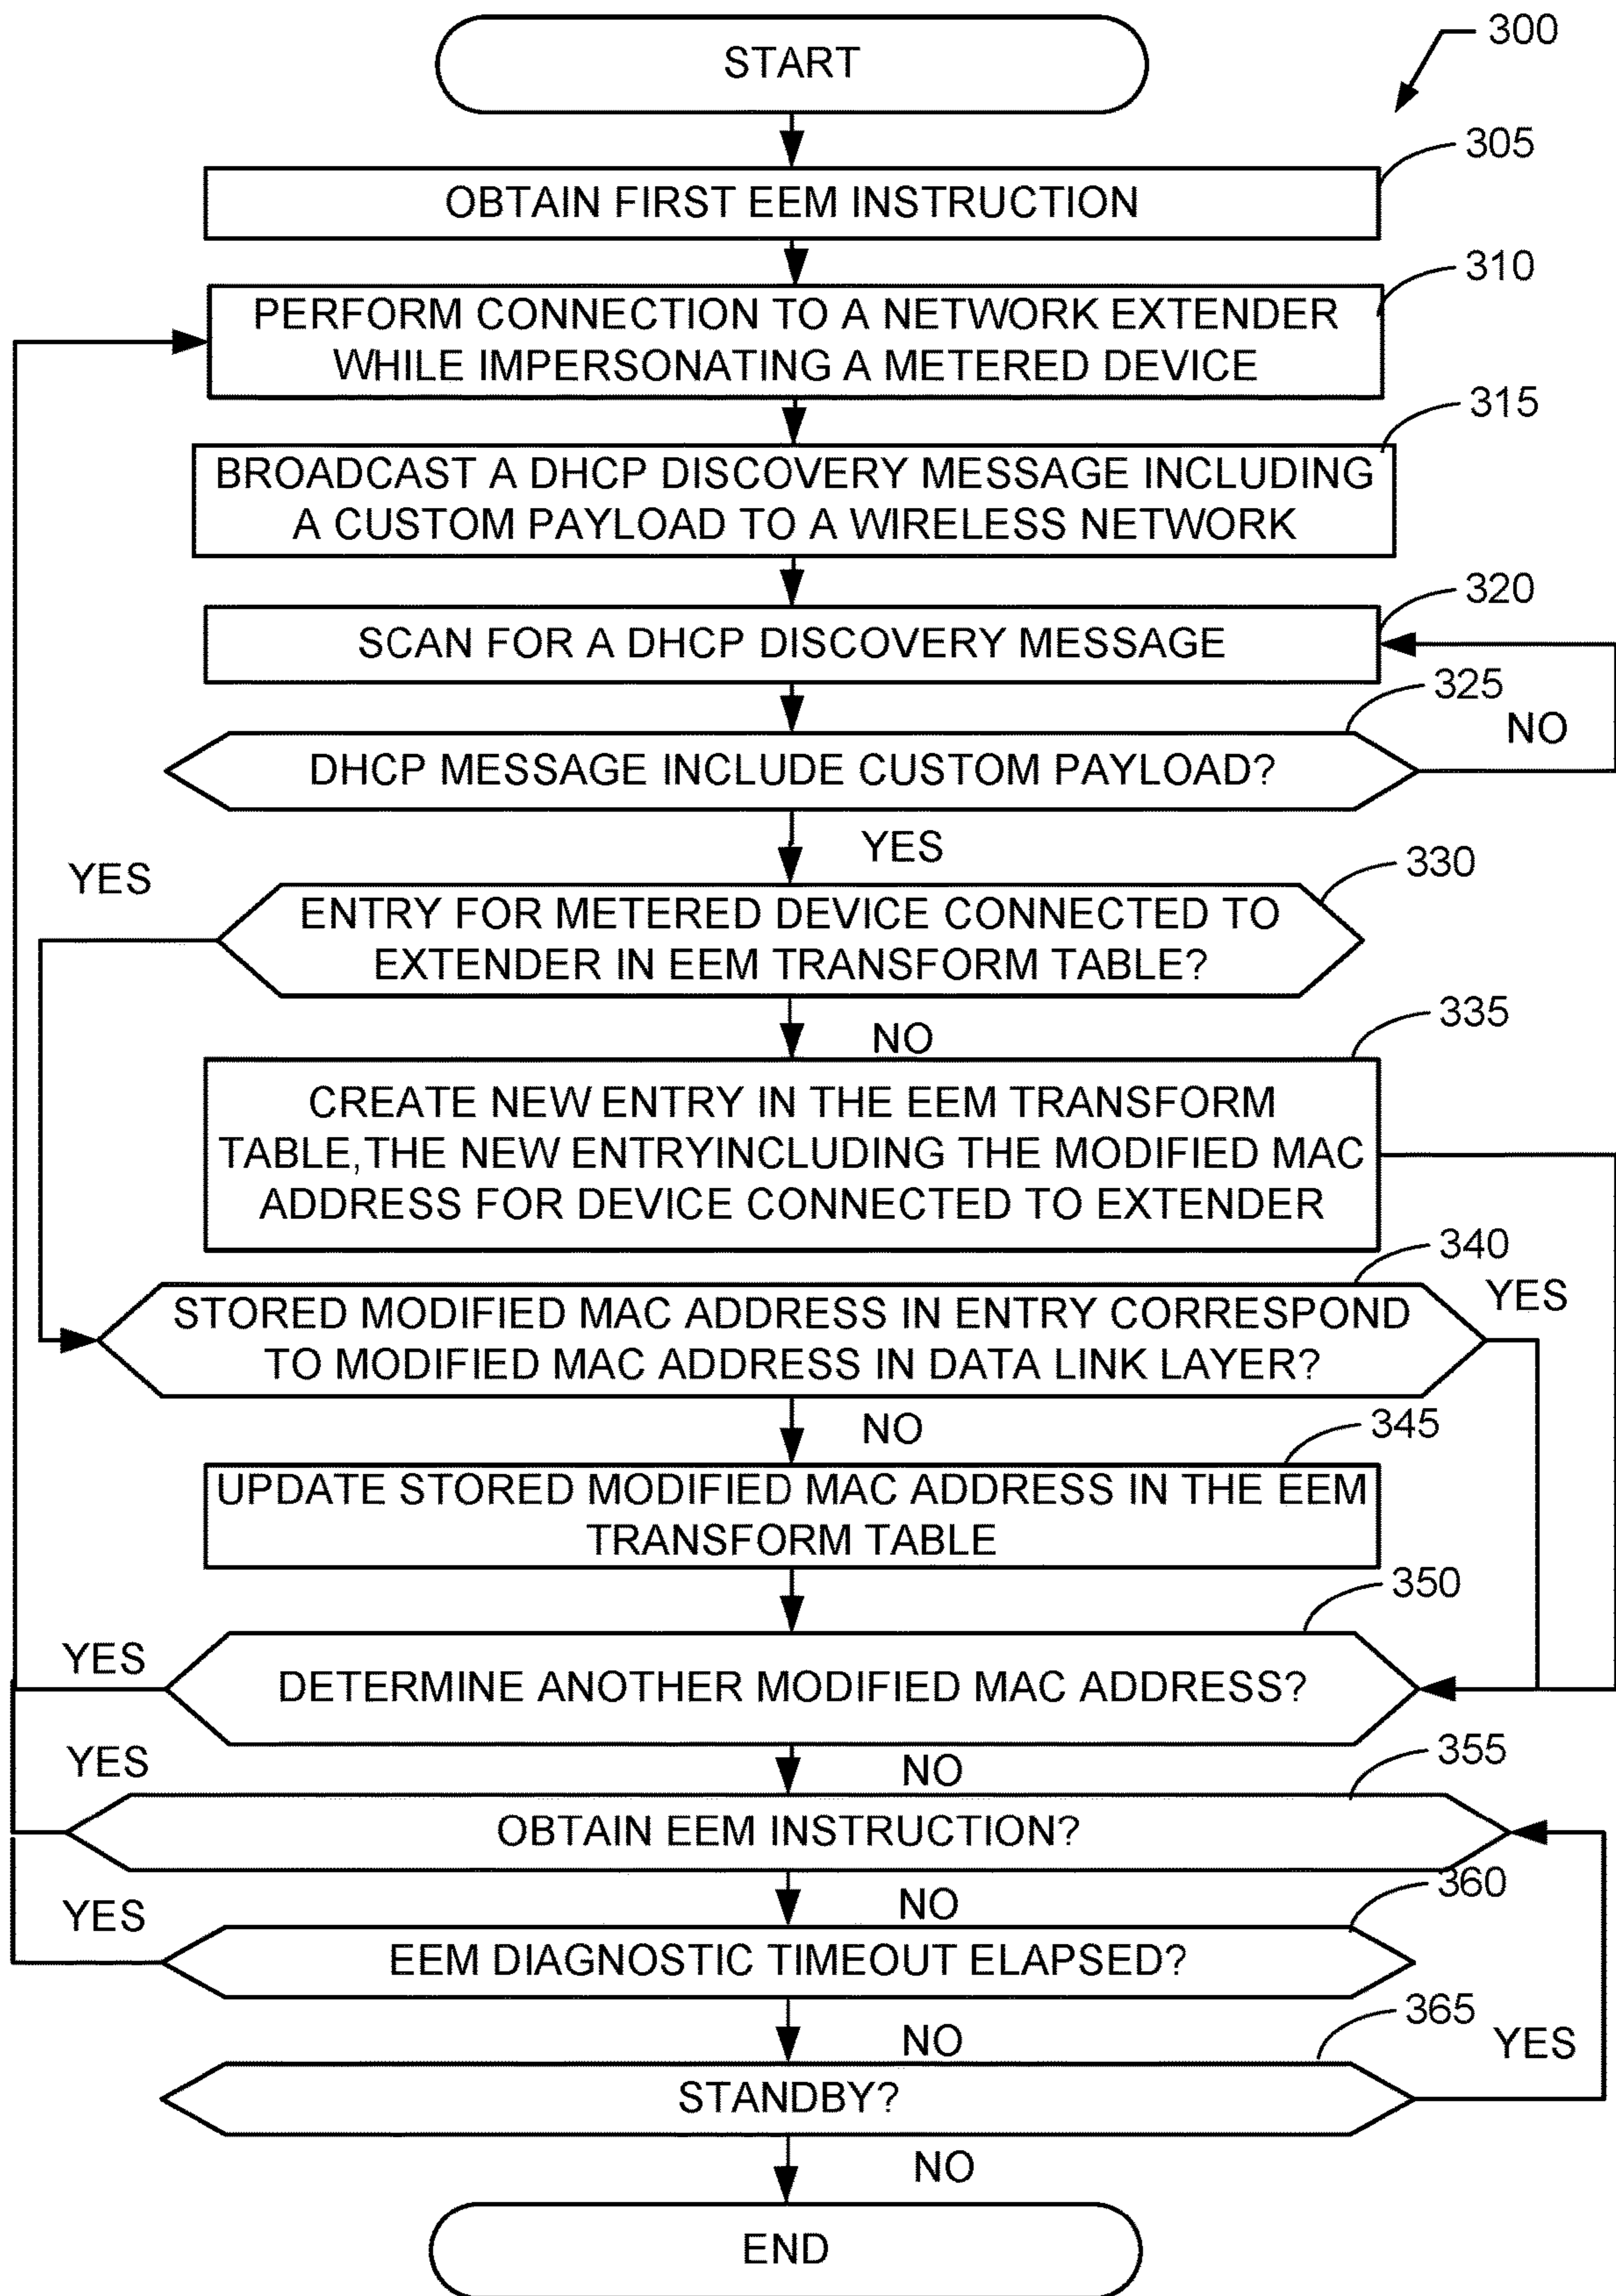 START
300
305
OBTAIN FIRST EEM INSTRUCTION
310
PERFORM CONNECTION TO A NETWORK EXTENDER
WHILE IMPERSONATING A METERED DEVICE
315
BROADCAST A DHCP DISCOVERY MESSAGE INCLUDING
A CUSTOM PAYLOAD TO A WIRELESS NETWORK
320
SCAN FOR A DHCP DISCOVERY MESSAGE
325
NO
DHCP MESSAGE INCLUDE CUSTOM PAYLOAD?
YES
YES
330
ENTRY FOR METERED DEVICE CONNECTED TO
EXTENDER IN EEM TRANSFORM TABLE?
NO
335
CREATE NEW ENTRY IN THE EEM TRANSFORM
TABLE, THE NEW ENTRYINCLUDING THE MODIFIED MAC
ADDRESS FOR DEVICE CONNECTED TO EXTENDER
340
YES
STORED MODIFIED MAC ADDRESS IN ENTRY CORRESPOND
TO MODIFIED MAC ADDRESS IN DATA LINK LAYER?
NO
345
UPDATE STORED MODIFIED MAC ADDRESS IN THE EEM
TRANSFORM TABLE
350
YES
DETERMINE ANOTHER MODIFIED MAC ADDRESS?
YES
NO
355
OBTAIN EEM INSTRUCTION?
360
YES
NO
EEM DIAGNOSTIC TIMEOUT ELAPSED?
365
NO
YES
STANDBY?
NO
END